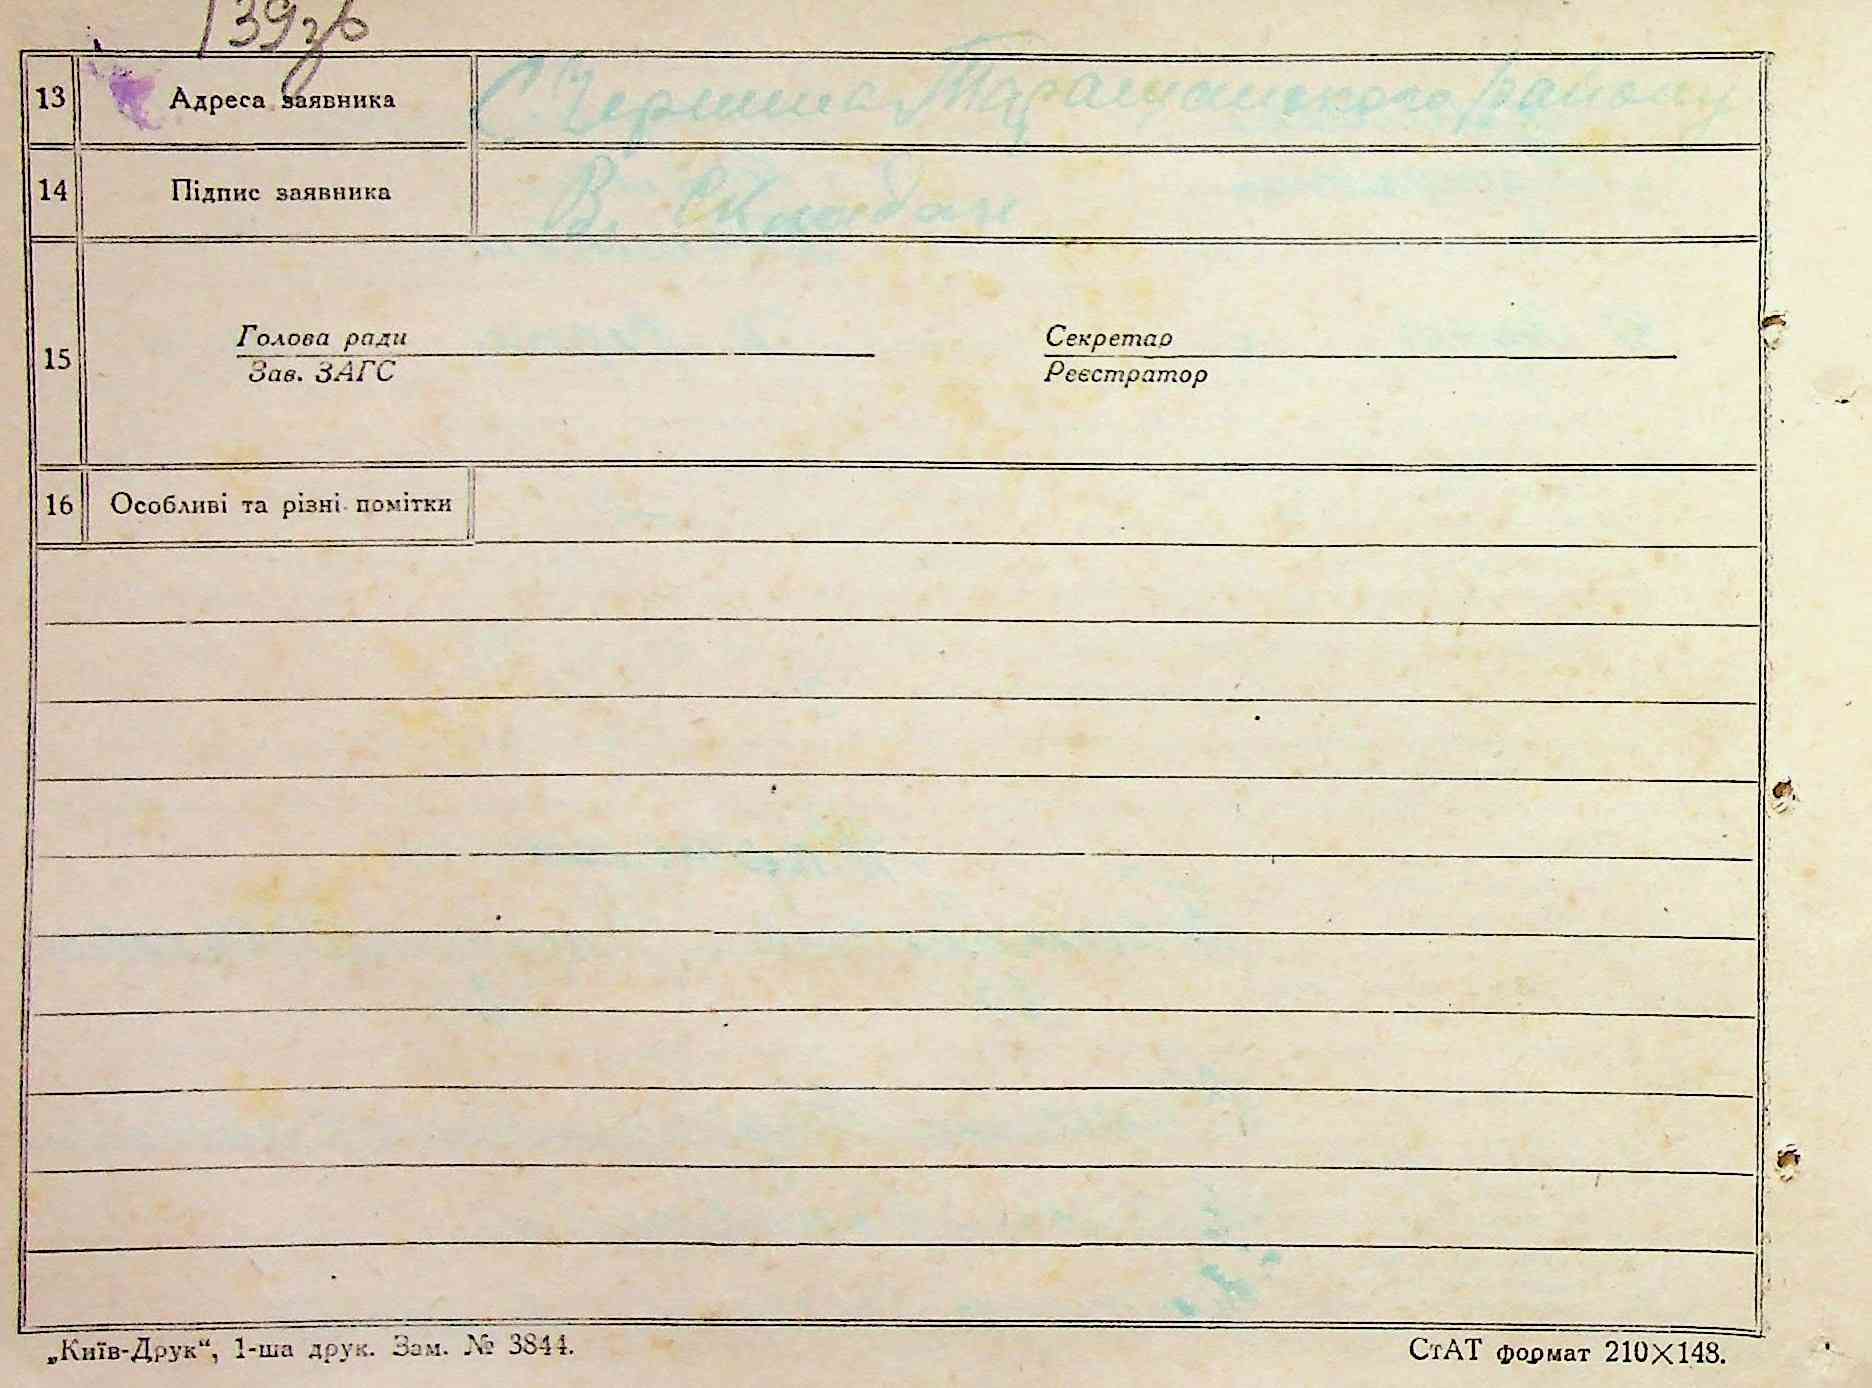 139зв
13 Адреса заявника С. Чернина Таращанського району
14 Підпис заявника В.
15 Голова ради Секретар
Зав. ЗАГС Реєстратор
16 Особливі та різні помітки
„Київ-Друк“, 1-ша друк. Зам. № 3844. СтАТ формат 210×148.